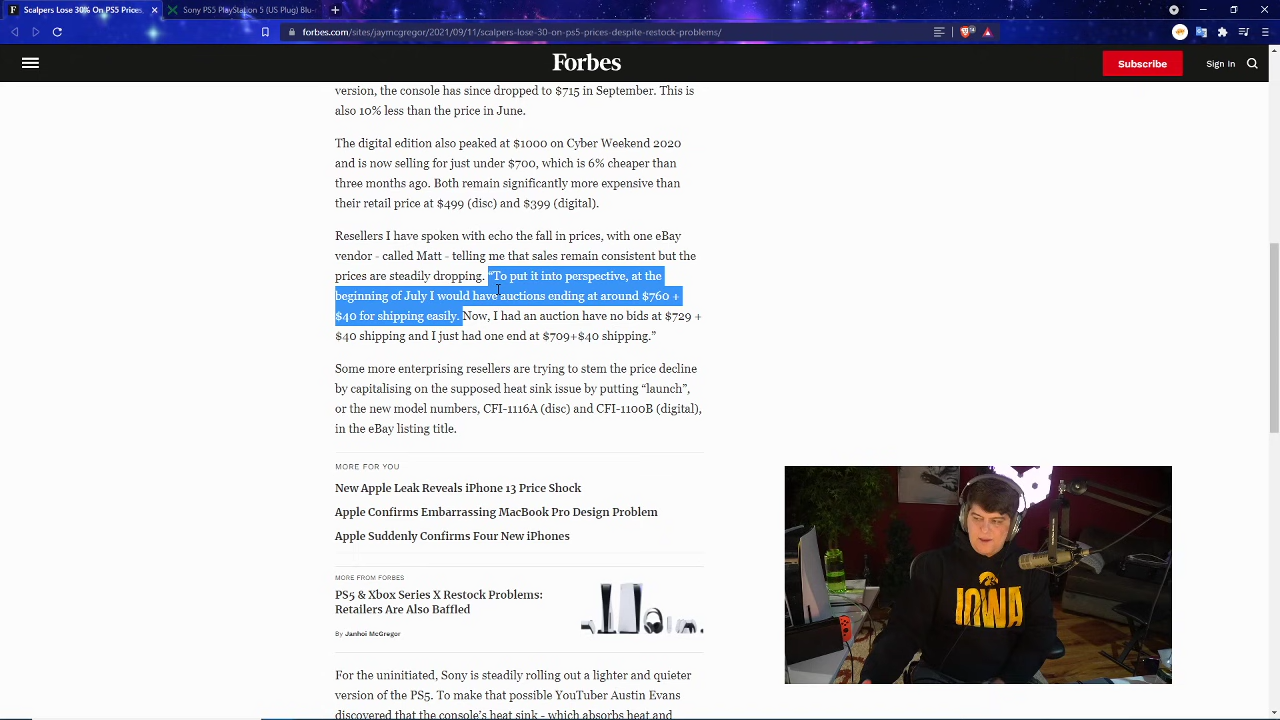 Scalpers Lose 30% On PS5 Prices,
Sony PS5 PlayStation 5 (US Plug) Blu-
forbes.com/sites/jaymcgregor/2021/09/11/scalpers-lose-30-on-ps5-prices-despite-restock-problems/
Forbes
Subscribe
Sign In
version, the console has since dropped to $715 in September. This is
also 10% less than the price in June.
The digital edition also peaked at $1000 on Cyber Weekend 2020
and is now selling for just under $700, which is 6% cheaper than
three months ago. Both remain significantly more expensive than
their retail price at $499 (disc) and $399 (digital).
Resellers I have spoken with echo the fall in prices, with one eBay
vendor - called Matt - telling me that sales remain consistent but the
prices are steadily dropping. “To put it into perspective, at the
beginning of July I would have auctions ending at around $760 +
$40 for shipping easily. Now, I had an auction have no bids at $729 +
$40 shipping and I just had one end at $709+$40 shipping.”
Some more enterprising resellers are trying to stem the price decline
by capitalising on the supposed heat sink issue by putting “launch”,
or the new model numbers, CFI-1116A (disc) and CFI-1100B (digital),
in the eBay listing title.
MORE FOR YOU
New Apple Leak Reveals iPhone 13 Price Shock
Apple Confirms Embarrassing MacBook Pro Design Problem
Apple Suddenly Confirms Four New iPhones
MORE FROM FORBES
PS5 & Xbox Series X Restock Problems:
Retailers Are Also Baffled
By Janhoi McGregor
For the uninitiated, Sony is steadily rolling out a lighter and quieter
version of the PS5. To make that possible YouTuber Austin Evans
discovered that the console's heat sink - which absorbs heat and
IOWA